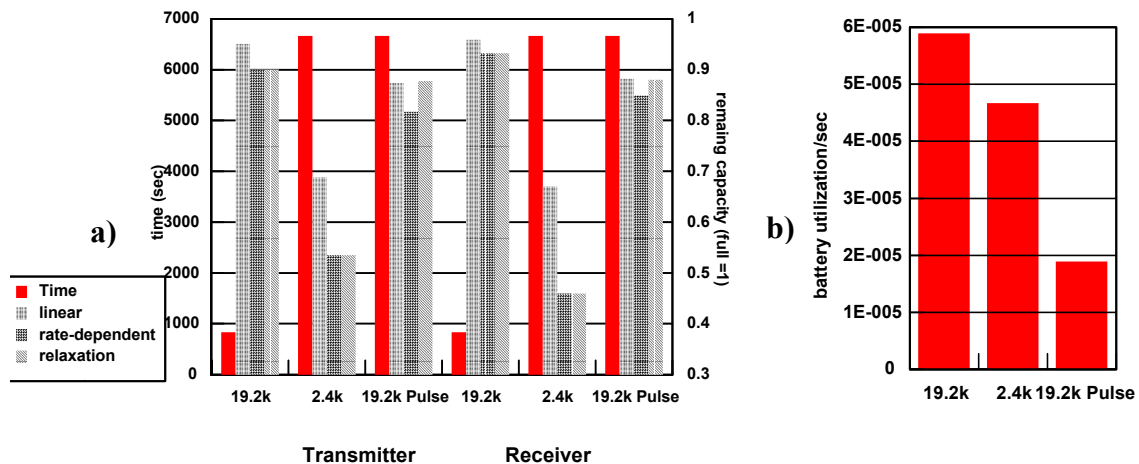 a)
time (sec)
7000
6000
5000
4000
3000
2000
1000
0
1
0.9
0.8
0.7
0.6
0.5
0.4
0.3
remaing capacity (full =1)
Time
linear
rate-dependent
relaxation
19.2k
2.4k
19.2k Pulse
19.2k
2.4k
19.2k Pulse
Transmitter
Receiver
b)
battery utilization/sec
6E-005
5E-005
4E-005
3E-005
2E-005
1E-005
0
19.2k
2.4k
19.2k Pulse